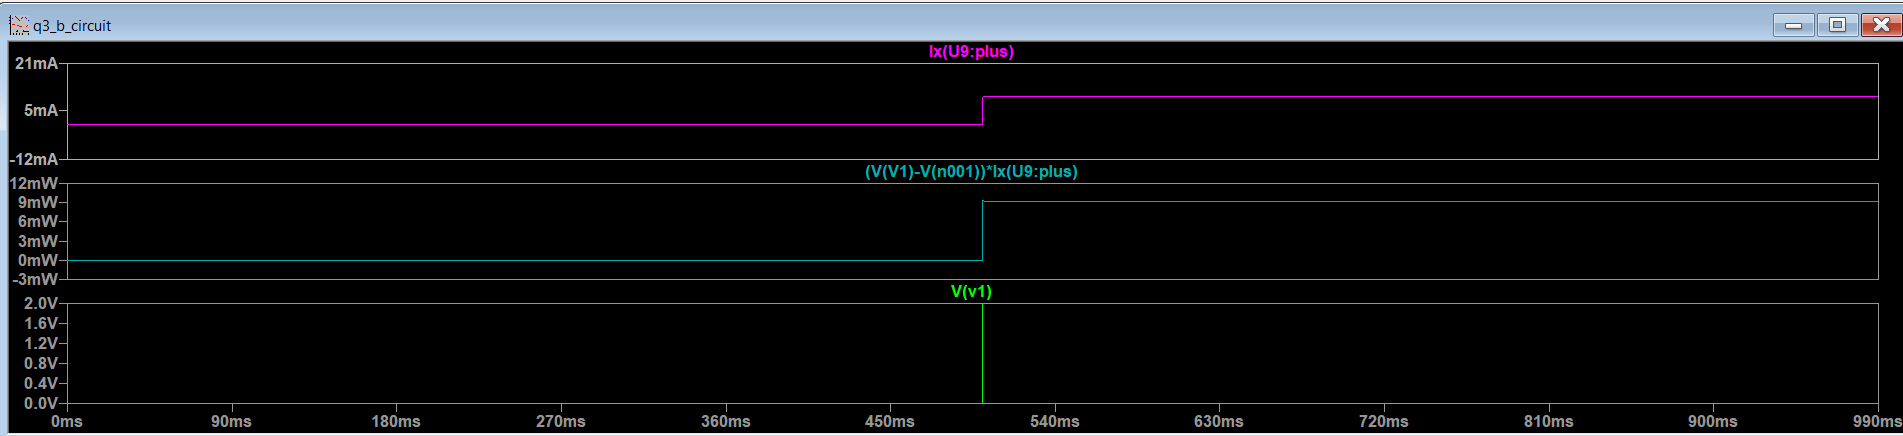 q3_b_circuit
Ix(U9:plus)
21mA
5mA
-12mA
(V(V1)-V(n001))*Ix(U9:plus)
12mW
9mW
6mW
3mW
0mW
-3mW
V(v1)
2.0V
1.6V
1.2V
0.8V
0.4V
0.0V
0ms 90ms 180ms 270ms 360ms 450ms 540ms 630ms 720ms 810ms 900ms 990ms